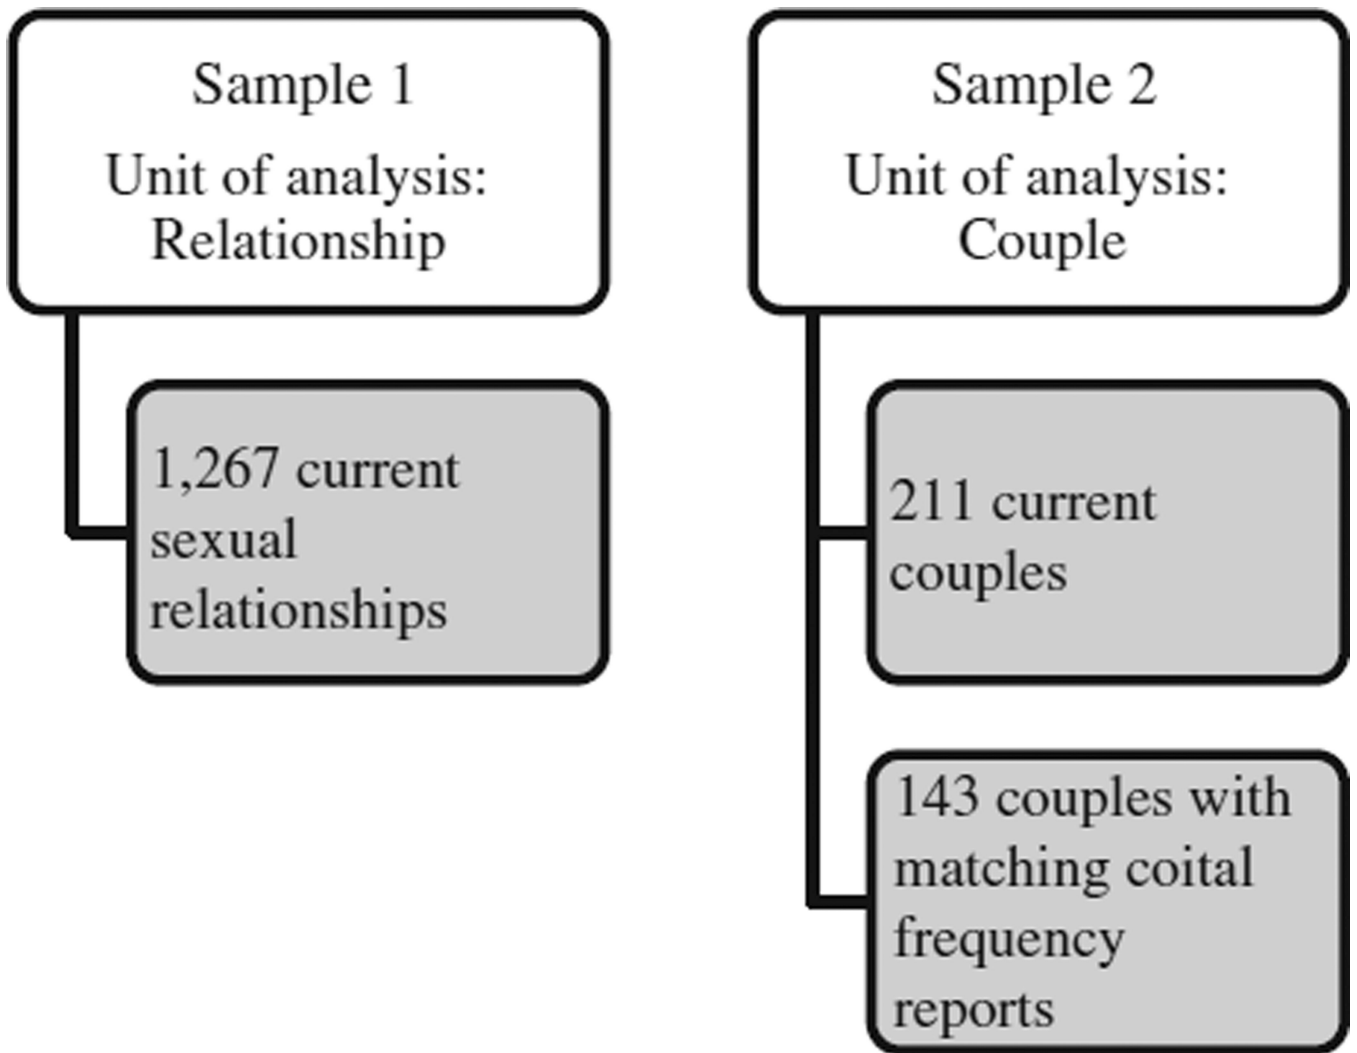 Sample 1
Unit of analysis:
Relationship
1,267 current
sexual
relationships
Sample 2
Unit of analysis:
Couple
211 current
couples
143 couples with
matching coital
frequency
reports